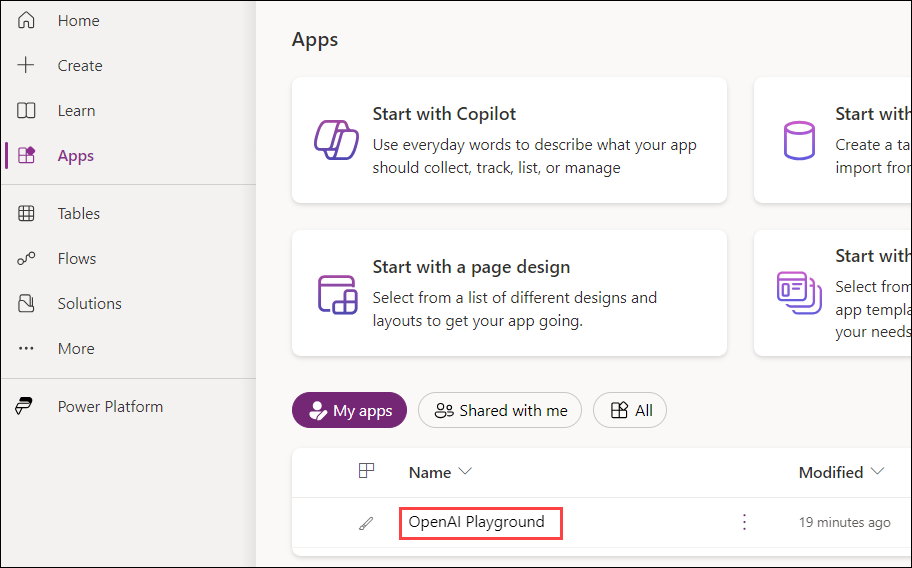 Home
Create
Learn
Apps
Tables
Flows
Solutions
More
Power Platform
Apps
Start with Copilot
Use everyday words to describe what your app
should collect, track, list, or manage
Start with
Create a ta
import from
Start with a page design
Select from a list of different designs and
layouts to get your app going.
Start with
Select from
app templa
your needs
My apps
Shared with me
All
Name
Modified
OpenAI Playground
19 minutes ago